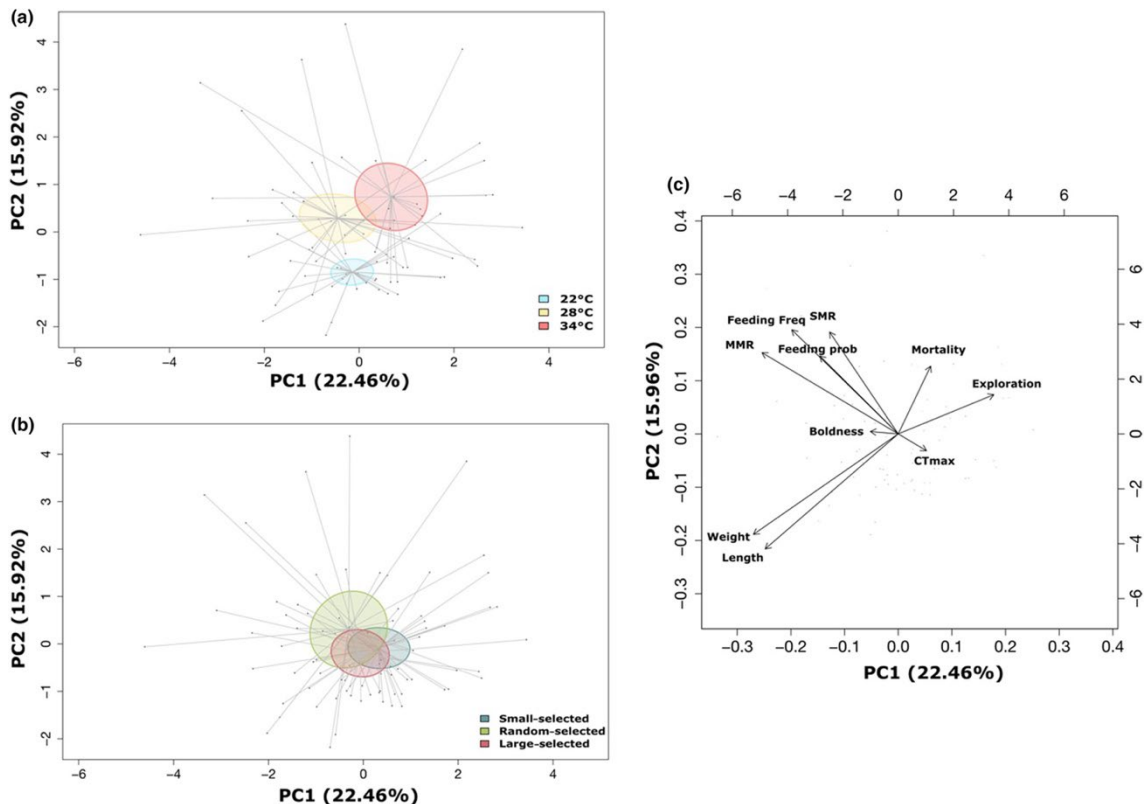 (a)
PC2 (15.92%)
4
3
2
1
0
−1
−2
−6
−4
−2
0
2
4
PC1 (22.46%)
22°C
28°C
34°C
(b)
PC2 (15.92%)
4
3
2
1
0
−1
−2
−6
−4
−2
0
2
4
PC1 (22.46%)
Small-selected
Random-selected
Large-selected
(c)
−6
−4
−2
0
2
4
6
PC2 (15.96%)
0.4
0.3
0.2
0.1
0.0
−0.1
−0.2
−0.3
6
4
2
0
−2
−4
−6
Feeding Freq
SMR
MMR
Feeding prob
Mortality
Exploration
Boldness
CTmax
Weight
Length
−0.3
−0.2
−0.1
0.0
0.1
0.2
0.3
0.4
PC1 (22.46%)